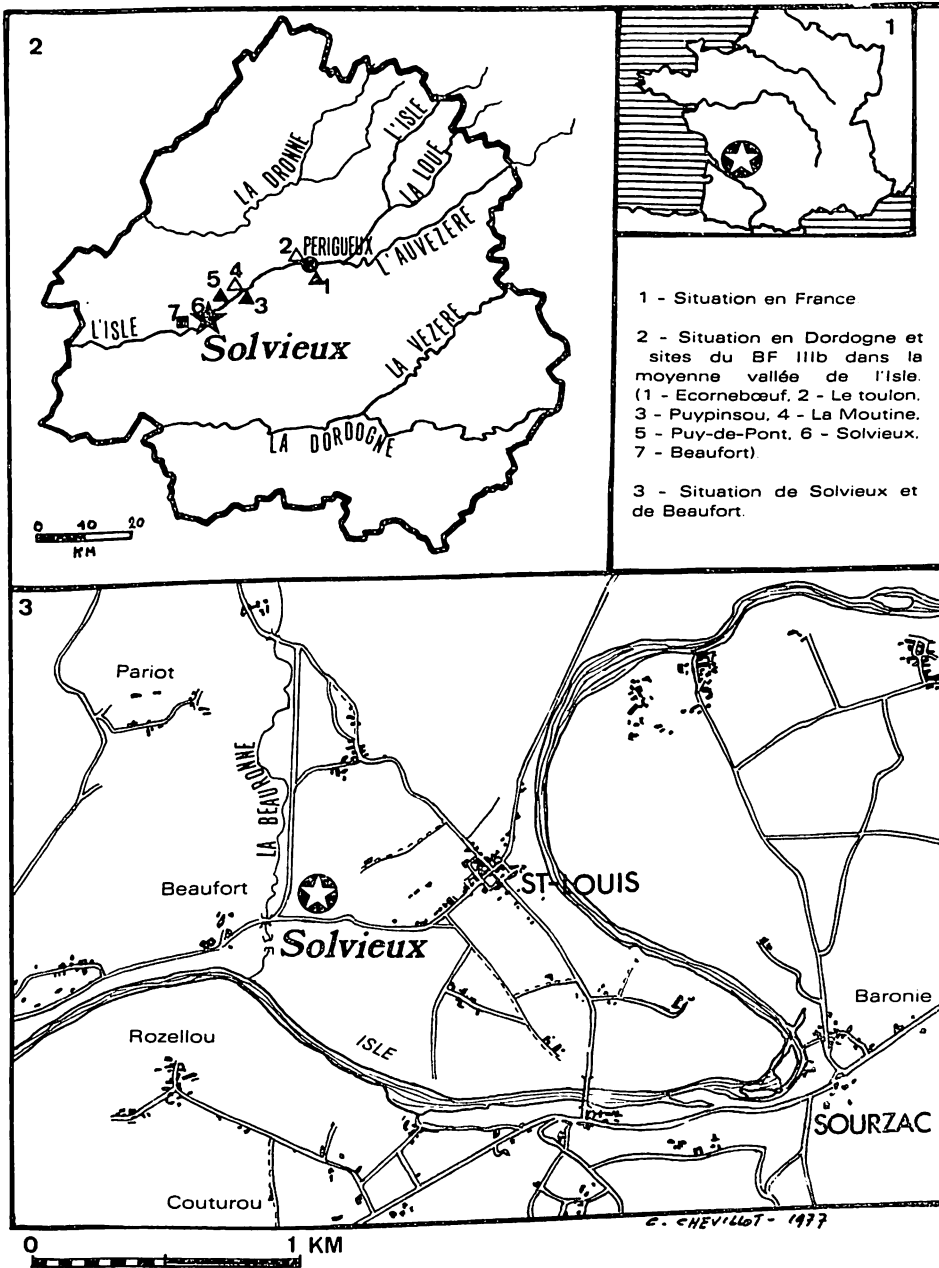 2
L'ISLE
LA DRONNE
LA LOUE
L'AUVEZERE
2
PERIGUEUX
1
4
5
3
6
7
L'ISLE
Solvieux
LA VEZERE
LA DORDOGNE
0 40 20
KM
1
1 - Situation en France
2 - Situation en Dordogne et
sites du BF IIIb dans la
moyenne vallée de l'Isle.
(1 - Ecornebœuf, 2 - Le toulon,
3 - Puypinsou, 4 - La Moutine,
5 - Puy-de-Pont, 6 - Solvieux,
7 - Beaufort).
3 - Situation de Solvieux et
de Beaufort.
3
Pariot
LA BEAURONNE
Beaufort
ST-LOUIS
Solvieux
Baronie
Rozellou
ISLE
SOURZAC
Couturou
C. CHEVILLOT - 1977
0 1 KM